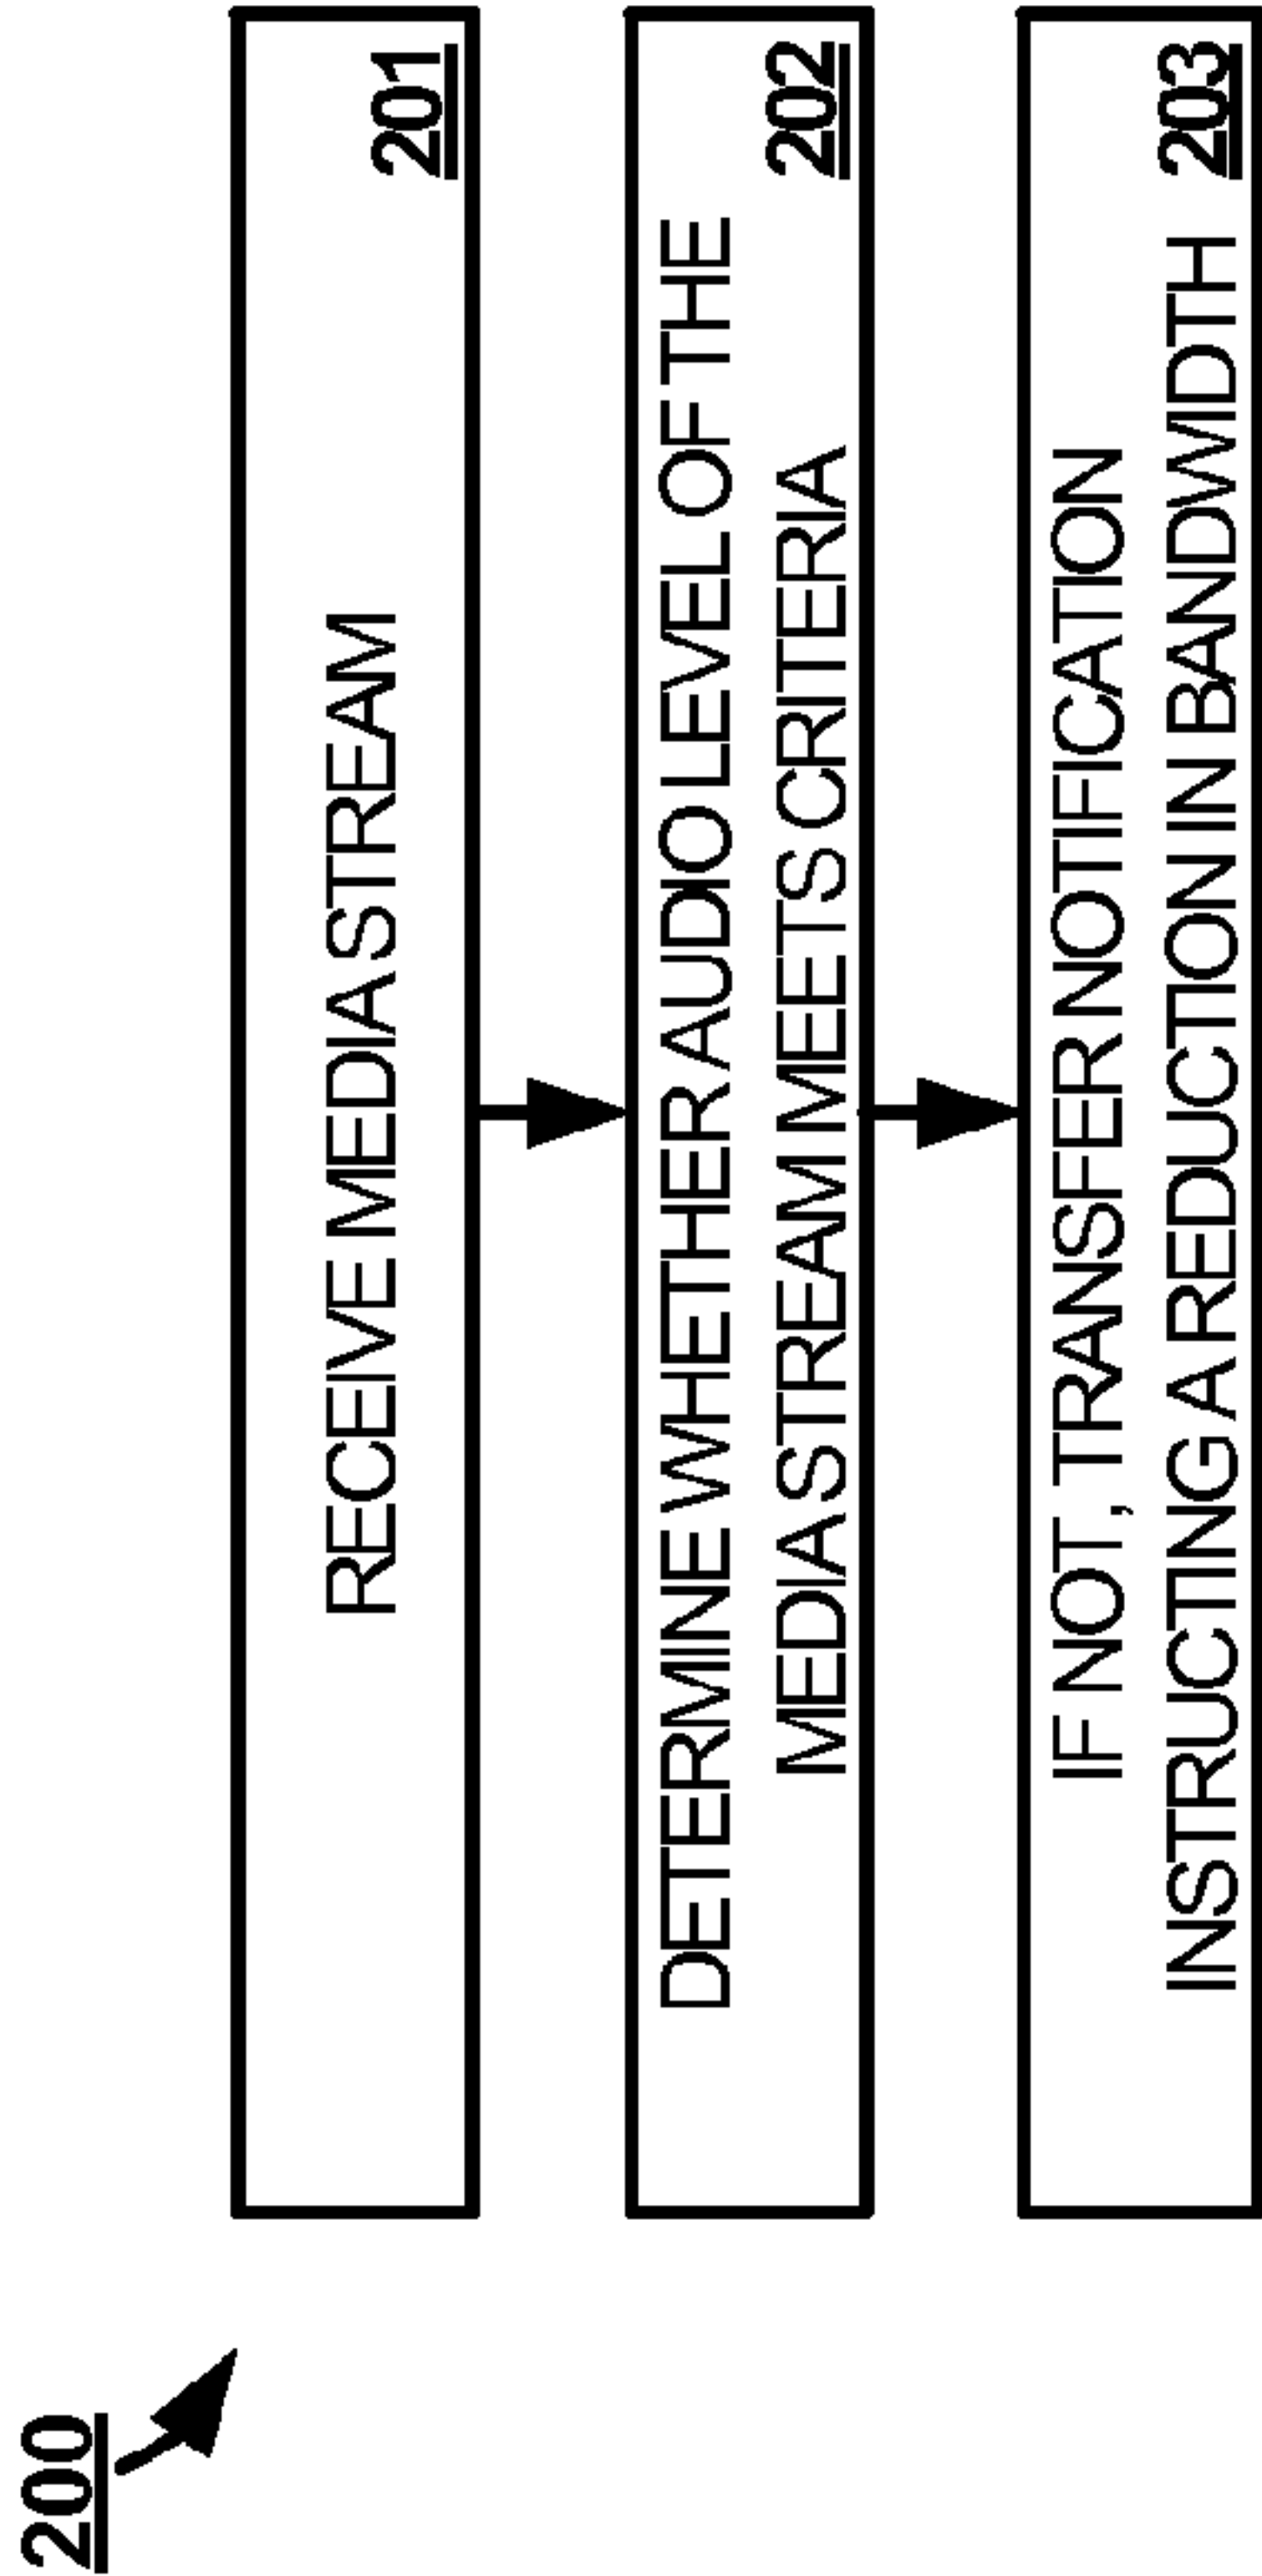 200
RECEIVE MEDIA STREAM
201
DETERMINE WHETHER AUDIO LEVEL OF THE
MEDIA STREAM MEETS CRITERIA
202
IF NOT, TRANSFER NOTIFICATION
INSTRUCTING A REDUCTION IN BANDWIDTH
203